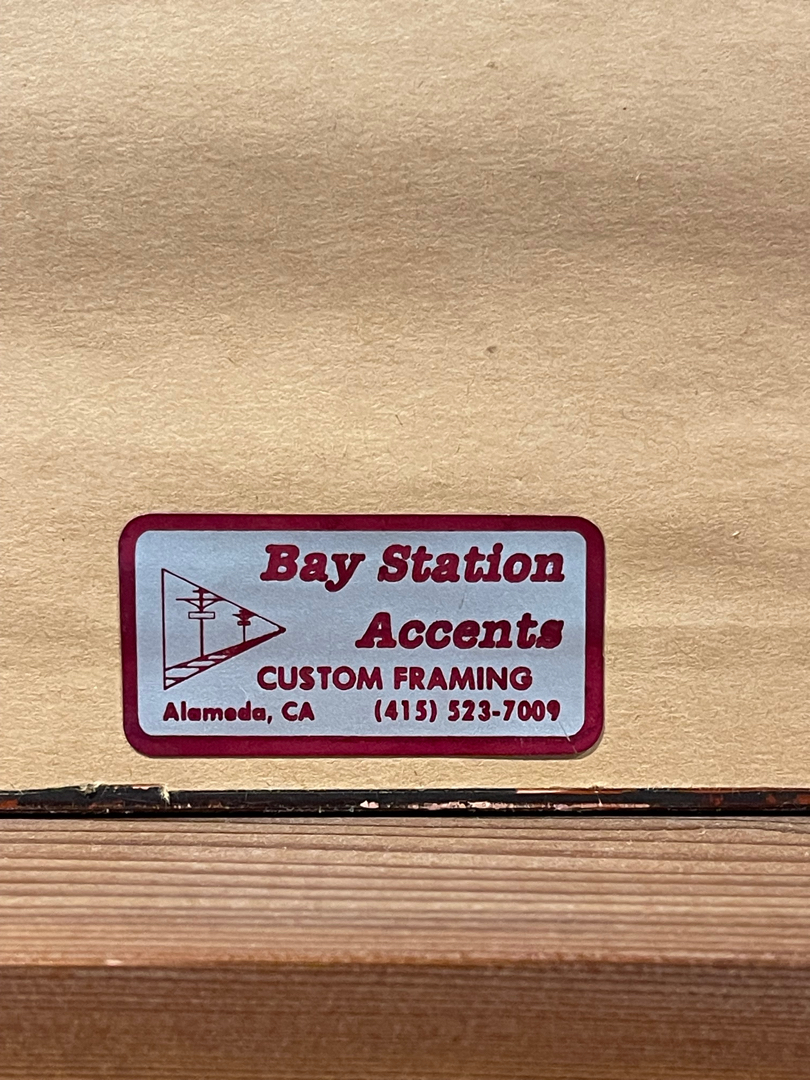 Bay Station
Accents
CUSTOM FRAMING
Alameda, CA (415) 523-7009